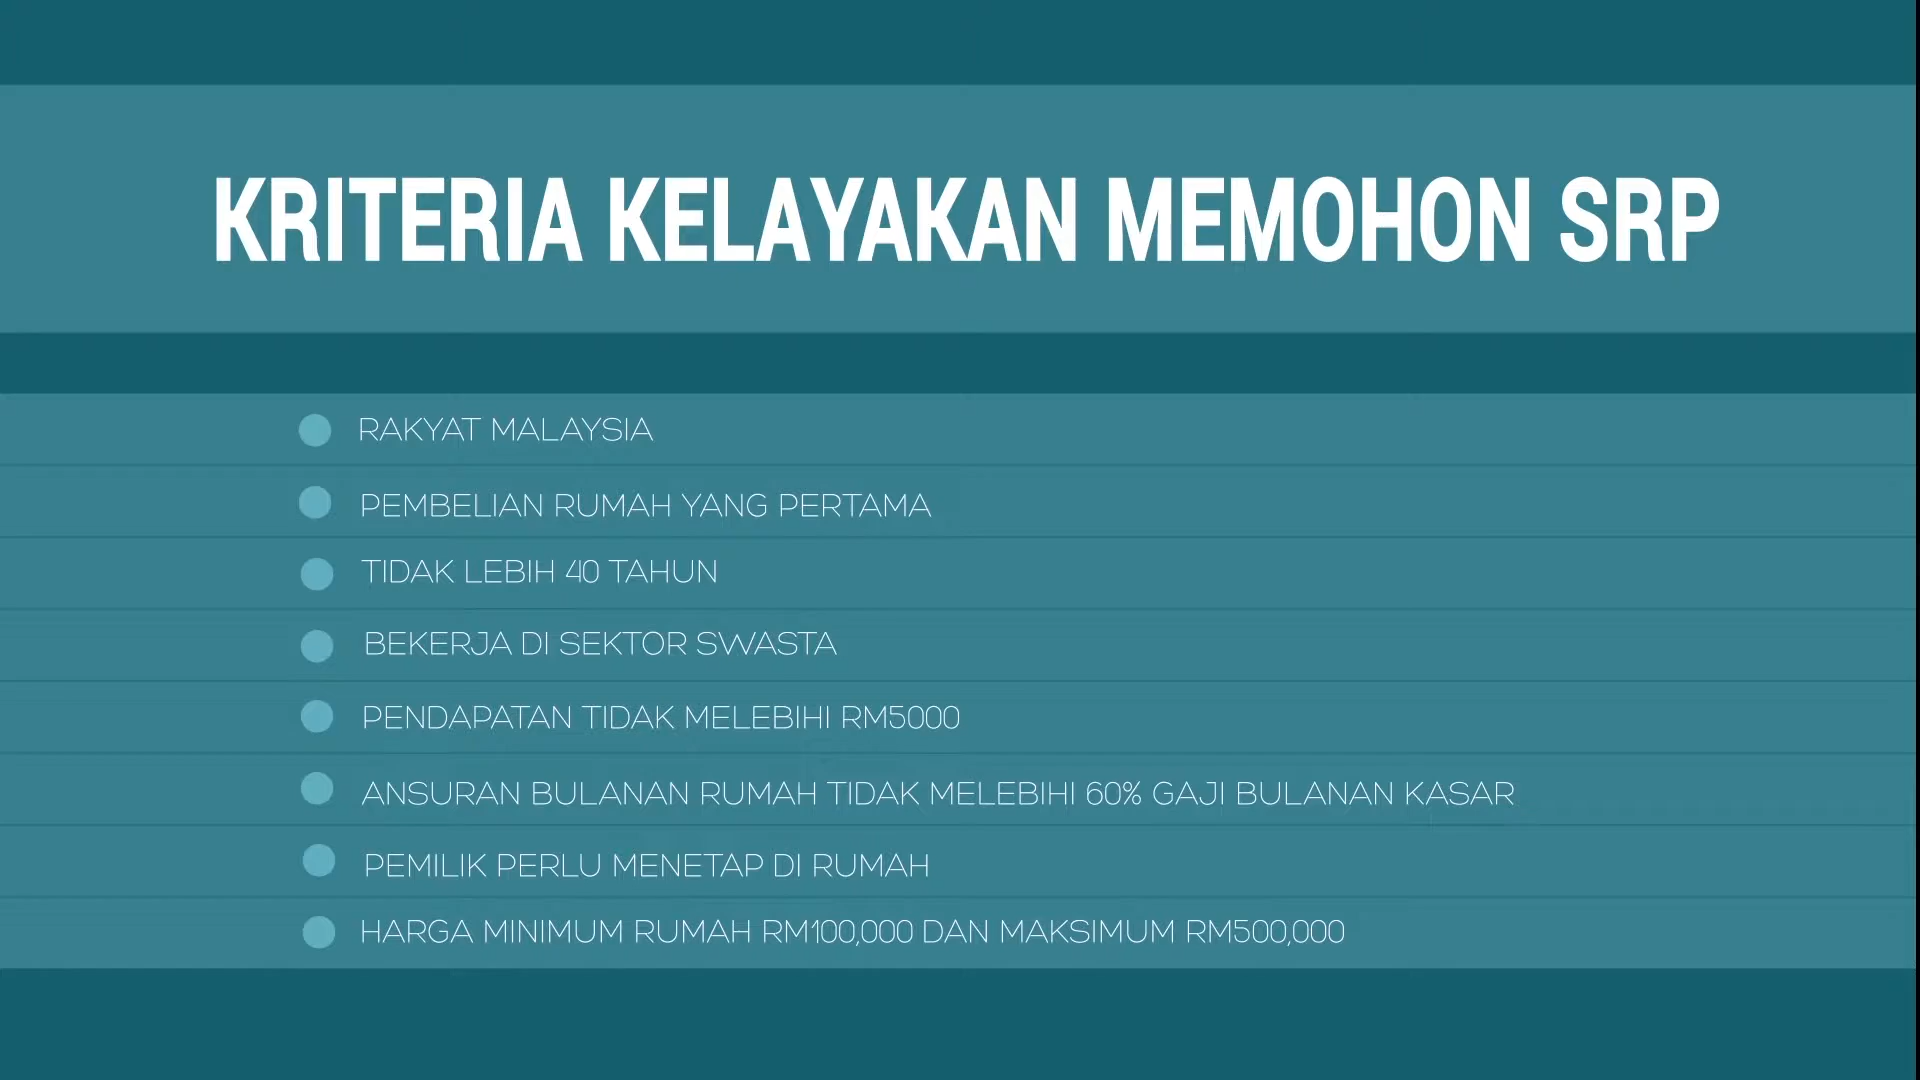 KRITERIA KELAYAKAN MEMOHON SRP
RAKYAT MALAYSIA
PEMBELIAN RUMAH YANG PERTAMA
TIDAK LEBIH 40 TAHUN
BEKERJA DI SEKTOR SWASTA
PENDAPATAN TIDAK MELEBIHI RM5000
ANSURAN BULANAN RUMAH TIDAK MELEBIHI 60% GAJI BULANAN KASAR
PEMILIK PERLU MENETAP DI RUMAH
HARGA MINIMUM RUMAH RM100,000 DAN MAKSIMUM RM500,000